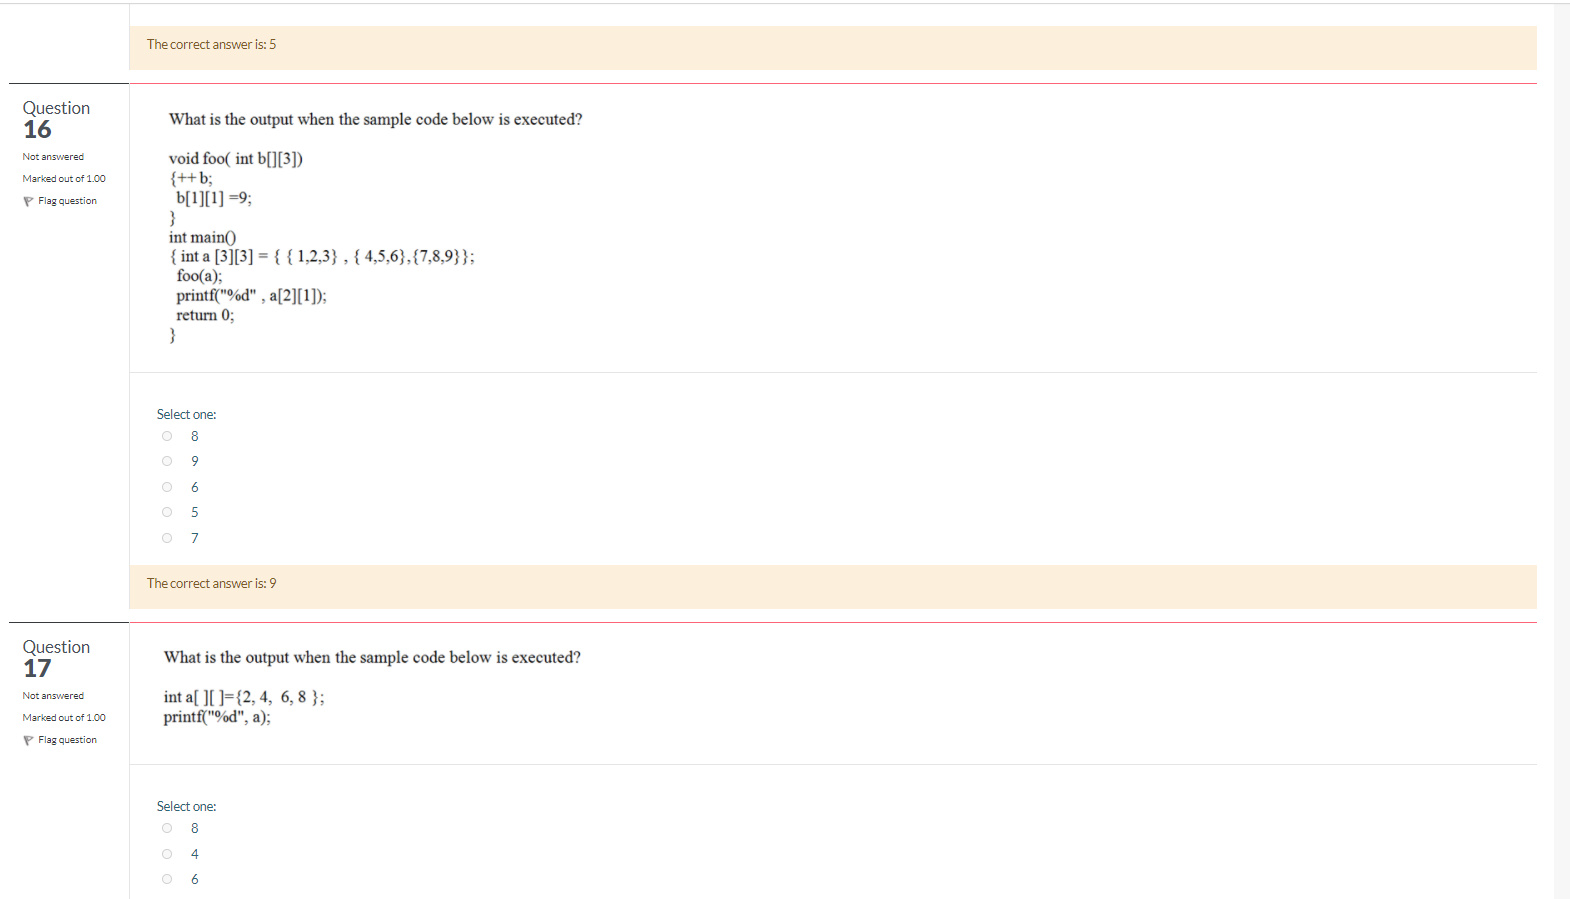 The correct answer is: 5
Question
16
Not answered
Marked out of 1.00
Flag question
What is the output when the sample code below is executed?
void foo( int b[][3])
{++b;
b[1][1] =9;
}
int main()
{ int a [3][3] = { { 1,2,3} , { 4,5,6},{7,8,9}};
foo(a);
printf("%d" , a[2][1]);
return 0;
}
Select one:
8
9
6
5
7
The correct answer is: 9
Question
17
Not answered
Marked out of 1.00
Flag question
What is the output when the sample code below is executed?
int a[ ][ ]={2, 4,  6, 8 };
printf("%d", a);
Select one:
8
4
6